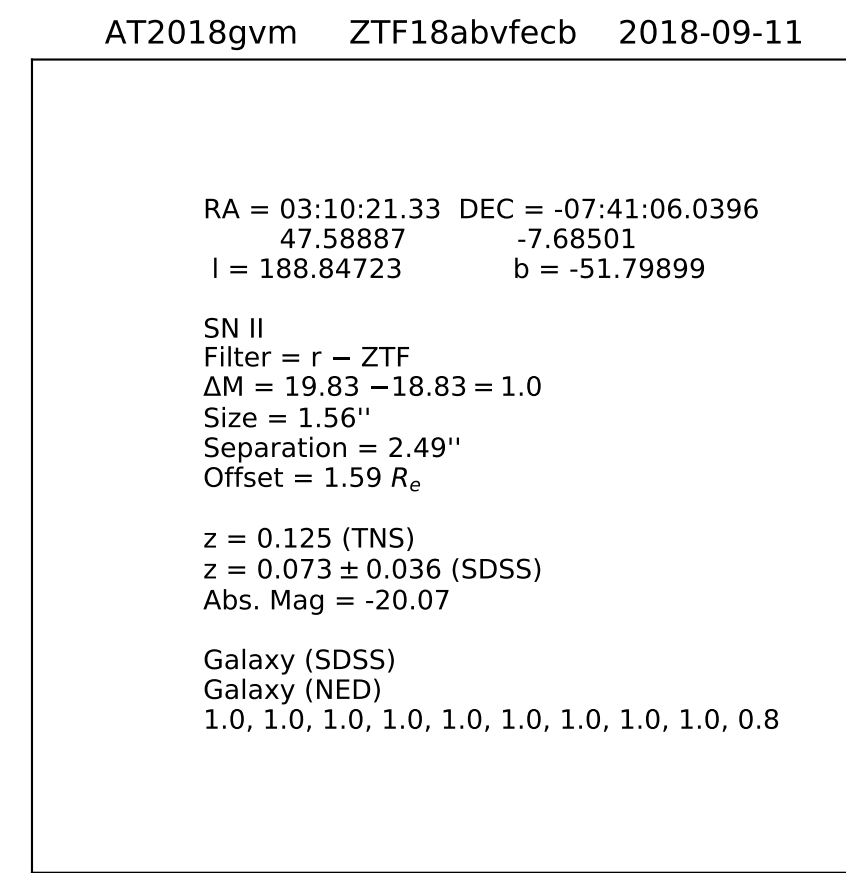 AT2018gvm ZTF18abvfecb 2018-09-11
RA = 03:10:21.33 DEC = -07:41:06.0396
47.58887 -7.68501
l = 188.84723 b = -51.79899
SN II
Filter = r − ZTF
ΔM = 19.83 −18.83 = 1.0
Size = 1.56''
Separation = 2.49''
Offset = 1.59 Rₑ
z = 0.125 (TNS)
z = 0.073 ± 0.036 (SDSS)
Abs. Mag = -20.07
Galaxy (SDSS)
Galaxy (NED)
1.0, 1.0, 1.0, 1.0, 1.0, 1.0, 1.0, 1.0, 1.0, 0.8